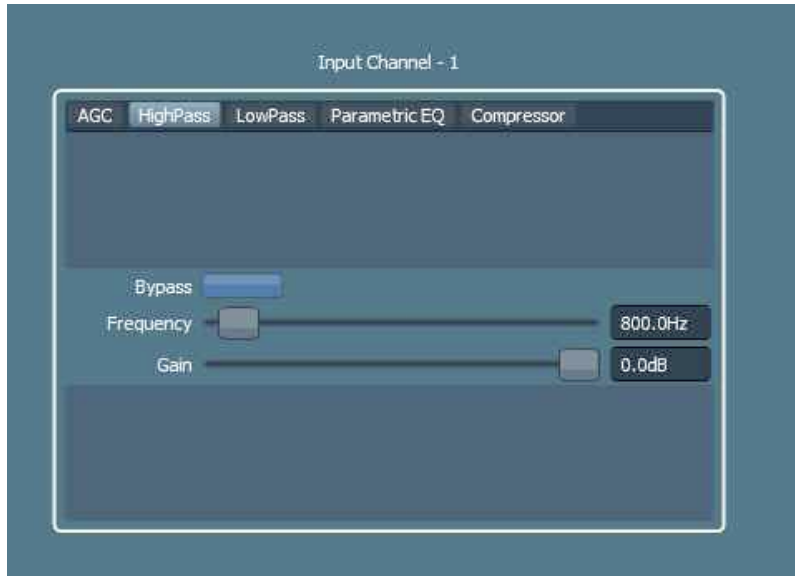 Input Channel - 1
AGC HighPass LowPass Parametric EQ Compressor
Bypass
Frequency 800.0Hz
Gain 0.0dB